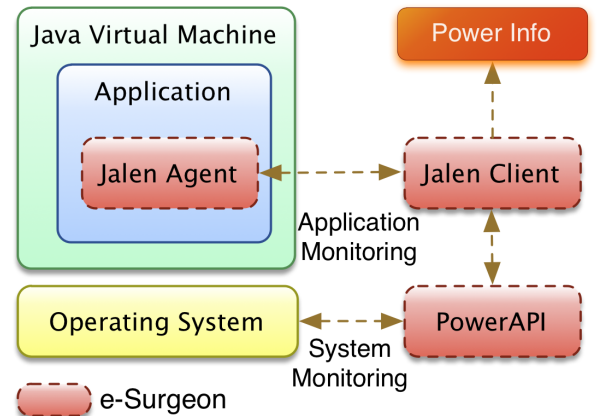 Java Virtual Machine
Power Info
Application
Jalen Agent
Jalen Client
Application
Monitoring
Operating System
PowerAPI
System
Monitoring
e-Surgeon